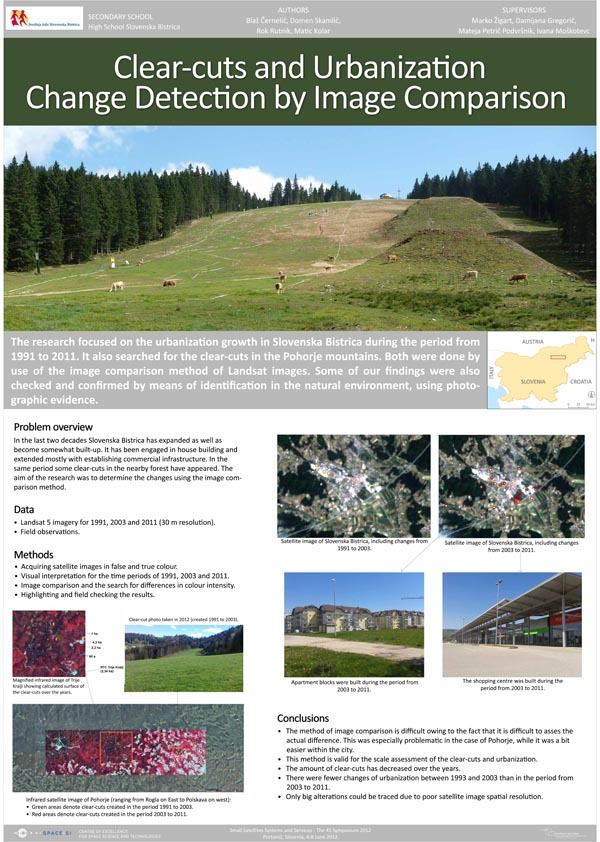 Srednja šola Slovenska Bistrica
SECONDARY SCHOOL
High School Slovenska Bistrica
AUTHORS
Blaž Černelič, Domen Skamlič,
Rok Rutnik, Matic Kolar
SUPERVISORS
Marko Žigart, Damijana Gregorič,
Mateja Petrič Podvršnik, Ivana Moškotevc
Clear-cuts and Urbanization
Change Detection by Image Comparison
The research focused on the urbanization growth in Slovenska Bistrica during the period from
1991 to 2011. It also searched for the clear-cuts in the Pohorje mountains. Both were done by
use of the image comparison method of Landsat images. Some of our findings were also
checked and confirmed by means of identification in the natural environment, using photo-
graphic evidence.
AUSTRIA
H
ITALY
SLOVENIA
CROATIA
Problem overview
In the last two decades Slovenska Bistrica has expanded as well as
become somewhat built-up. It has been engaged in house building and
extended mostly with establishing commercial infrastructure. In the
same period some clear-cuts in the nearby forest have appeared. The
aim of the research was to determine the changes using the image com-
parison method.
Data
• Landsat 5 imagery for 1991, 2003 and 2011 (30 m resolution).
• Field observations.
Methods
• Acquiring satellite images in false and true colour.
• Visual interpretation for the time periods of 1991, 2003 and 2011.
• Image comparison and the search for differences in colour intensity.
• Highlighting and field checking the results.
Clear-cut photo taken in 2012 (created 1991 to 2003).
Magnified infrared image of Trije
Kralji showing calculated surface of
the clear-cuts over the years.
Infrared satellite image of Pohorje (ranging from Rogla on East to Polskava on west):
• Green areas denote clear-cuts created in the period 1991 to 2003.
• Red areas denote clear-cuts created in the period 2003 to 2011.
Satellite image of Slovenska Bistrica, including changes from
1991 to 2003.
Satellite image of Slovenska Bistrica, including changes
from 2003 to 2011.
Apartment blocks were built during the period from
2003 to 2011.
The shopping centre was built during the
period from 2003 to 2011.
Conclusions
• The method of image comparison is difficult owing to the fact that it is difficult to asses the
actual difference. This was especially problematic in the case of Pohorje, while it was a bit
easier within the city.
• This method is valid for the scale assessment of the clear-cuts and urbanization.
• The amount of clear-cuts has decreased over the years.
• There were fewer changes of urbanization between 1993 and 2003 than in the period from
2003 to 2011.
• Only big alterations could be traced due to poor satellite image spatial resolution.
SPACE SI
CENTRE OF EXCELLENCE
FOR SPACE SCIENCE AND TECHNOLOGIES
Small Satellites Systems and Services - The 4S Symposium 2012
Portorož, Slovenia, 4-8 June 2012